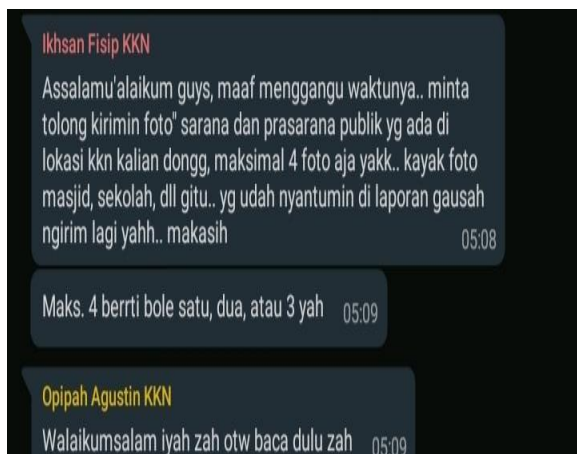 Ikhsan Fisip KKN
Assalamu'alaikum guys, maaf menggangu waktunya.. minta
tolong kirimin foto" sarana dan prasarana publik yg ada di
lokasi kkn kalian dongg, maksimal 4 foto aja yakk.. kayak foto
masjid, sekolah, dll gitu.. yg udah nyantumin di laporan gausah
ngirim lagi yahh.. makasih 05:08
Maks. 4 berrti bole satu, dua, atau 3 yah 05:09
Opipah Agustin KKN
Walaikumsalam iyah zah otw baca dulu zah 05:09